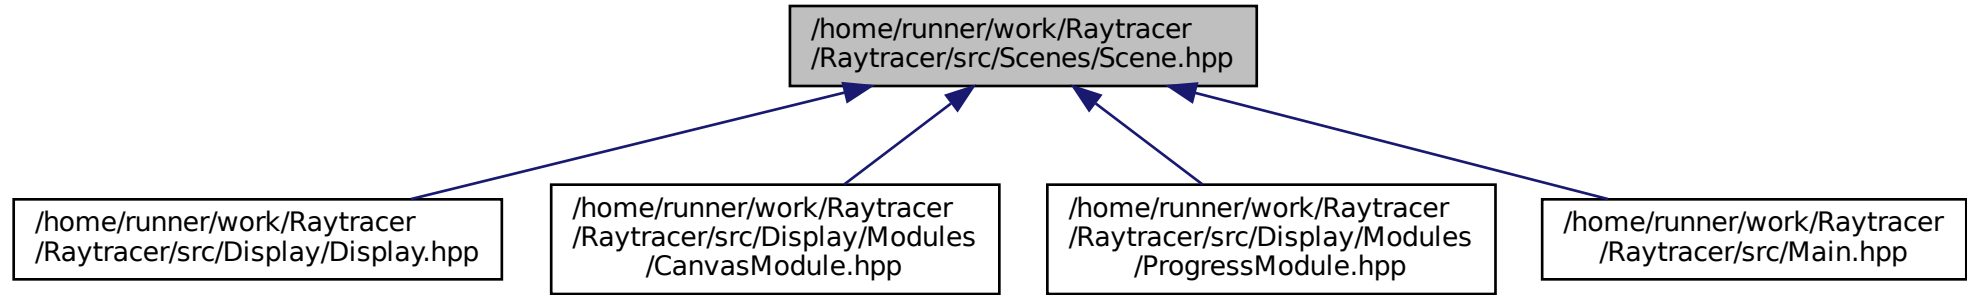 /home/runner/work/Raytracer
/Raytracer/src/Scenes/Scene.hpp
/home/runner/work/Raytracer
/Raytracer/src/Display/Display.hpp
/home/runner/work/Raytracer
/Raytracer/src/Display/Modules
/CanvasModule.hpp
/home/runner/work/Raytracer
/Raytracer/src/Display/Modules
/ProgressModule.hpp
/home/runner/work/Raytracer
/Raytracer/src/Main.hpp